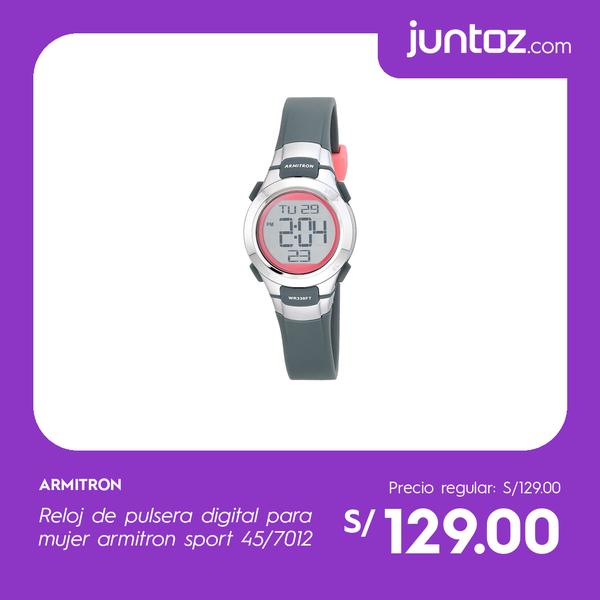 juntoz.com
ARMITRON
TU 29
PM 2:04
23
WR330FT
ARMITRON
Reloj de pulsera digital para
mujer armitron sport 45/7012
Precio regular: S/129.00
S/ 129.00